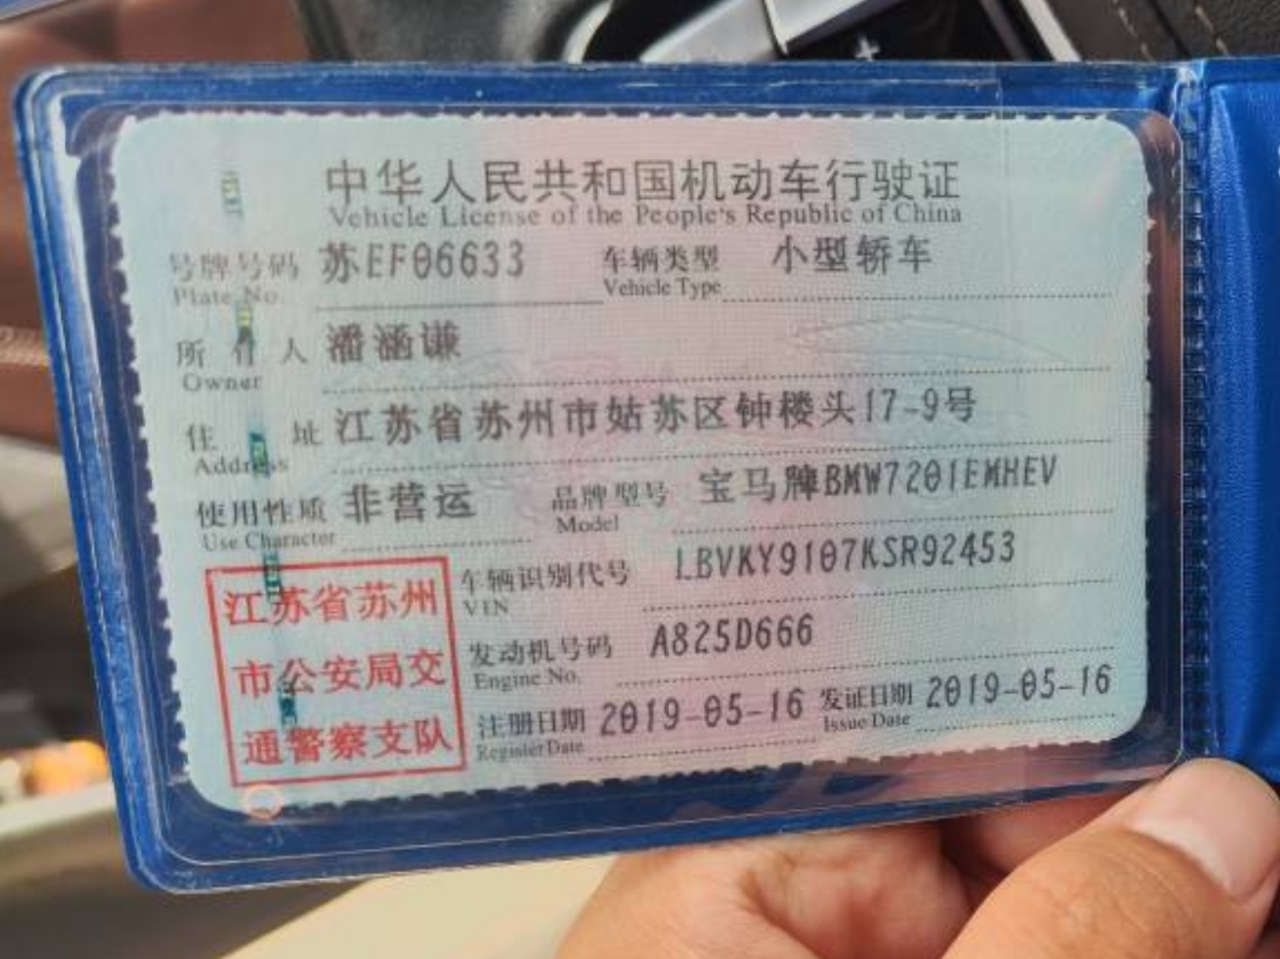 中华人民共和国机动车行驶证
Vehicle License of the People's Republic of China
号牌号码 苏EF06633 车辆类型 小型轿车
Plate No. Vehicle Type
所有人 潘涵谦
Owner
住址 江苏省苏州市姑苏区钟楼头17-9号
Address
使用性质 非营运 品牌型号 宝马牌BMW7201EMHEV
Use Character Model
车辆识别代号 LBVKY9107KSR92453
VIN
发动机号码 A825D666
Engine No.
注册日期 2019-05-16 发证日期 2019-05-16
Register Date Issue Date
江苏省苏州
市公安局交
通警察支队